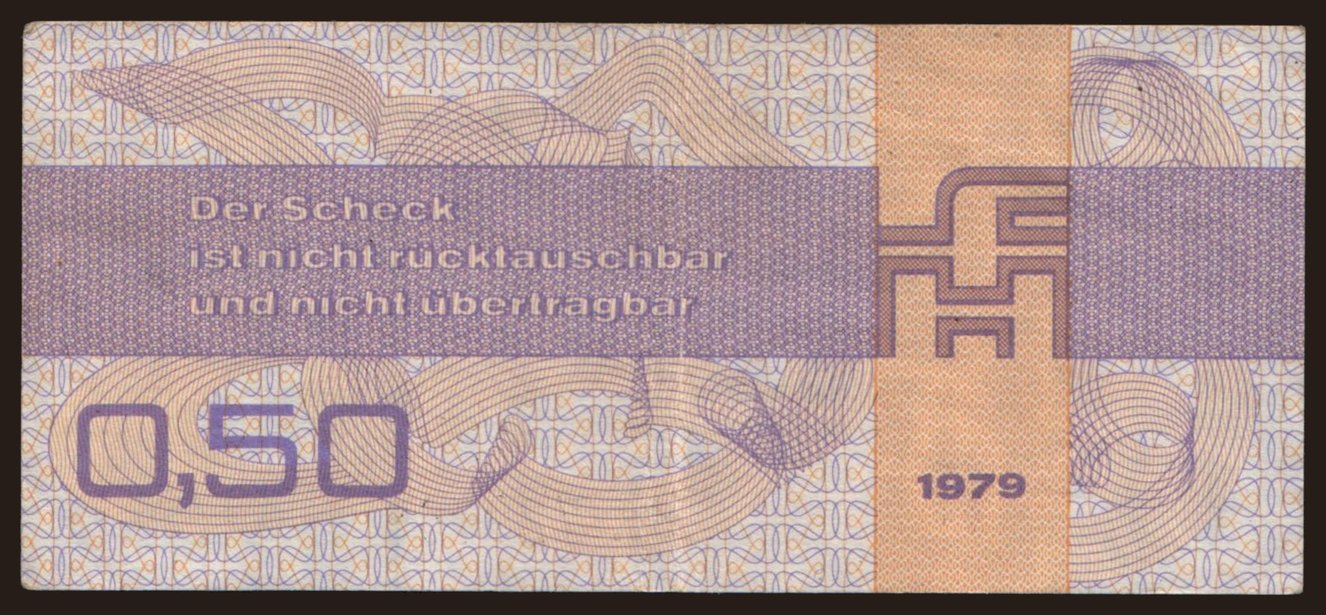 Der Scheck
ist nicht rücktauschbar
und nicht übertragbar
0,50
1979